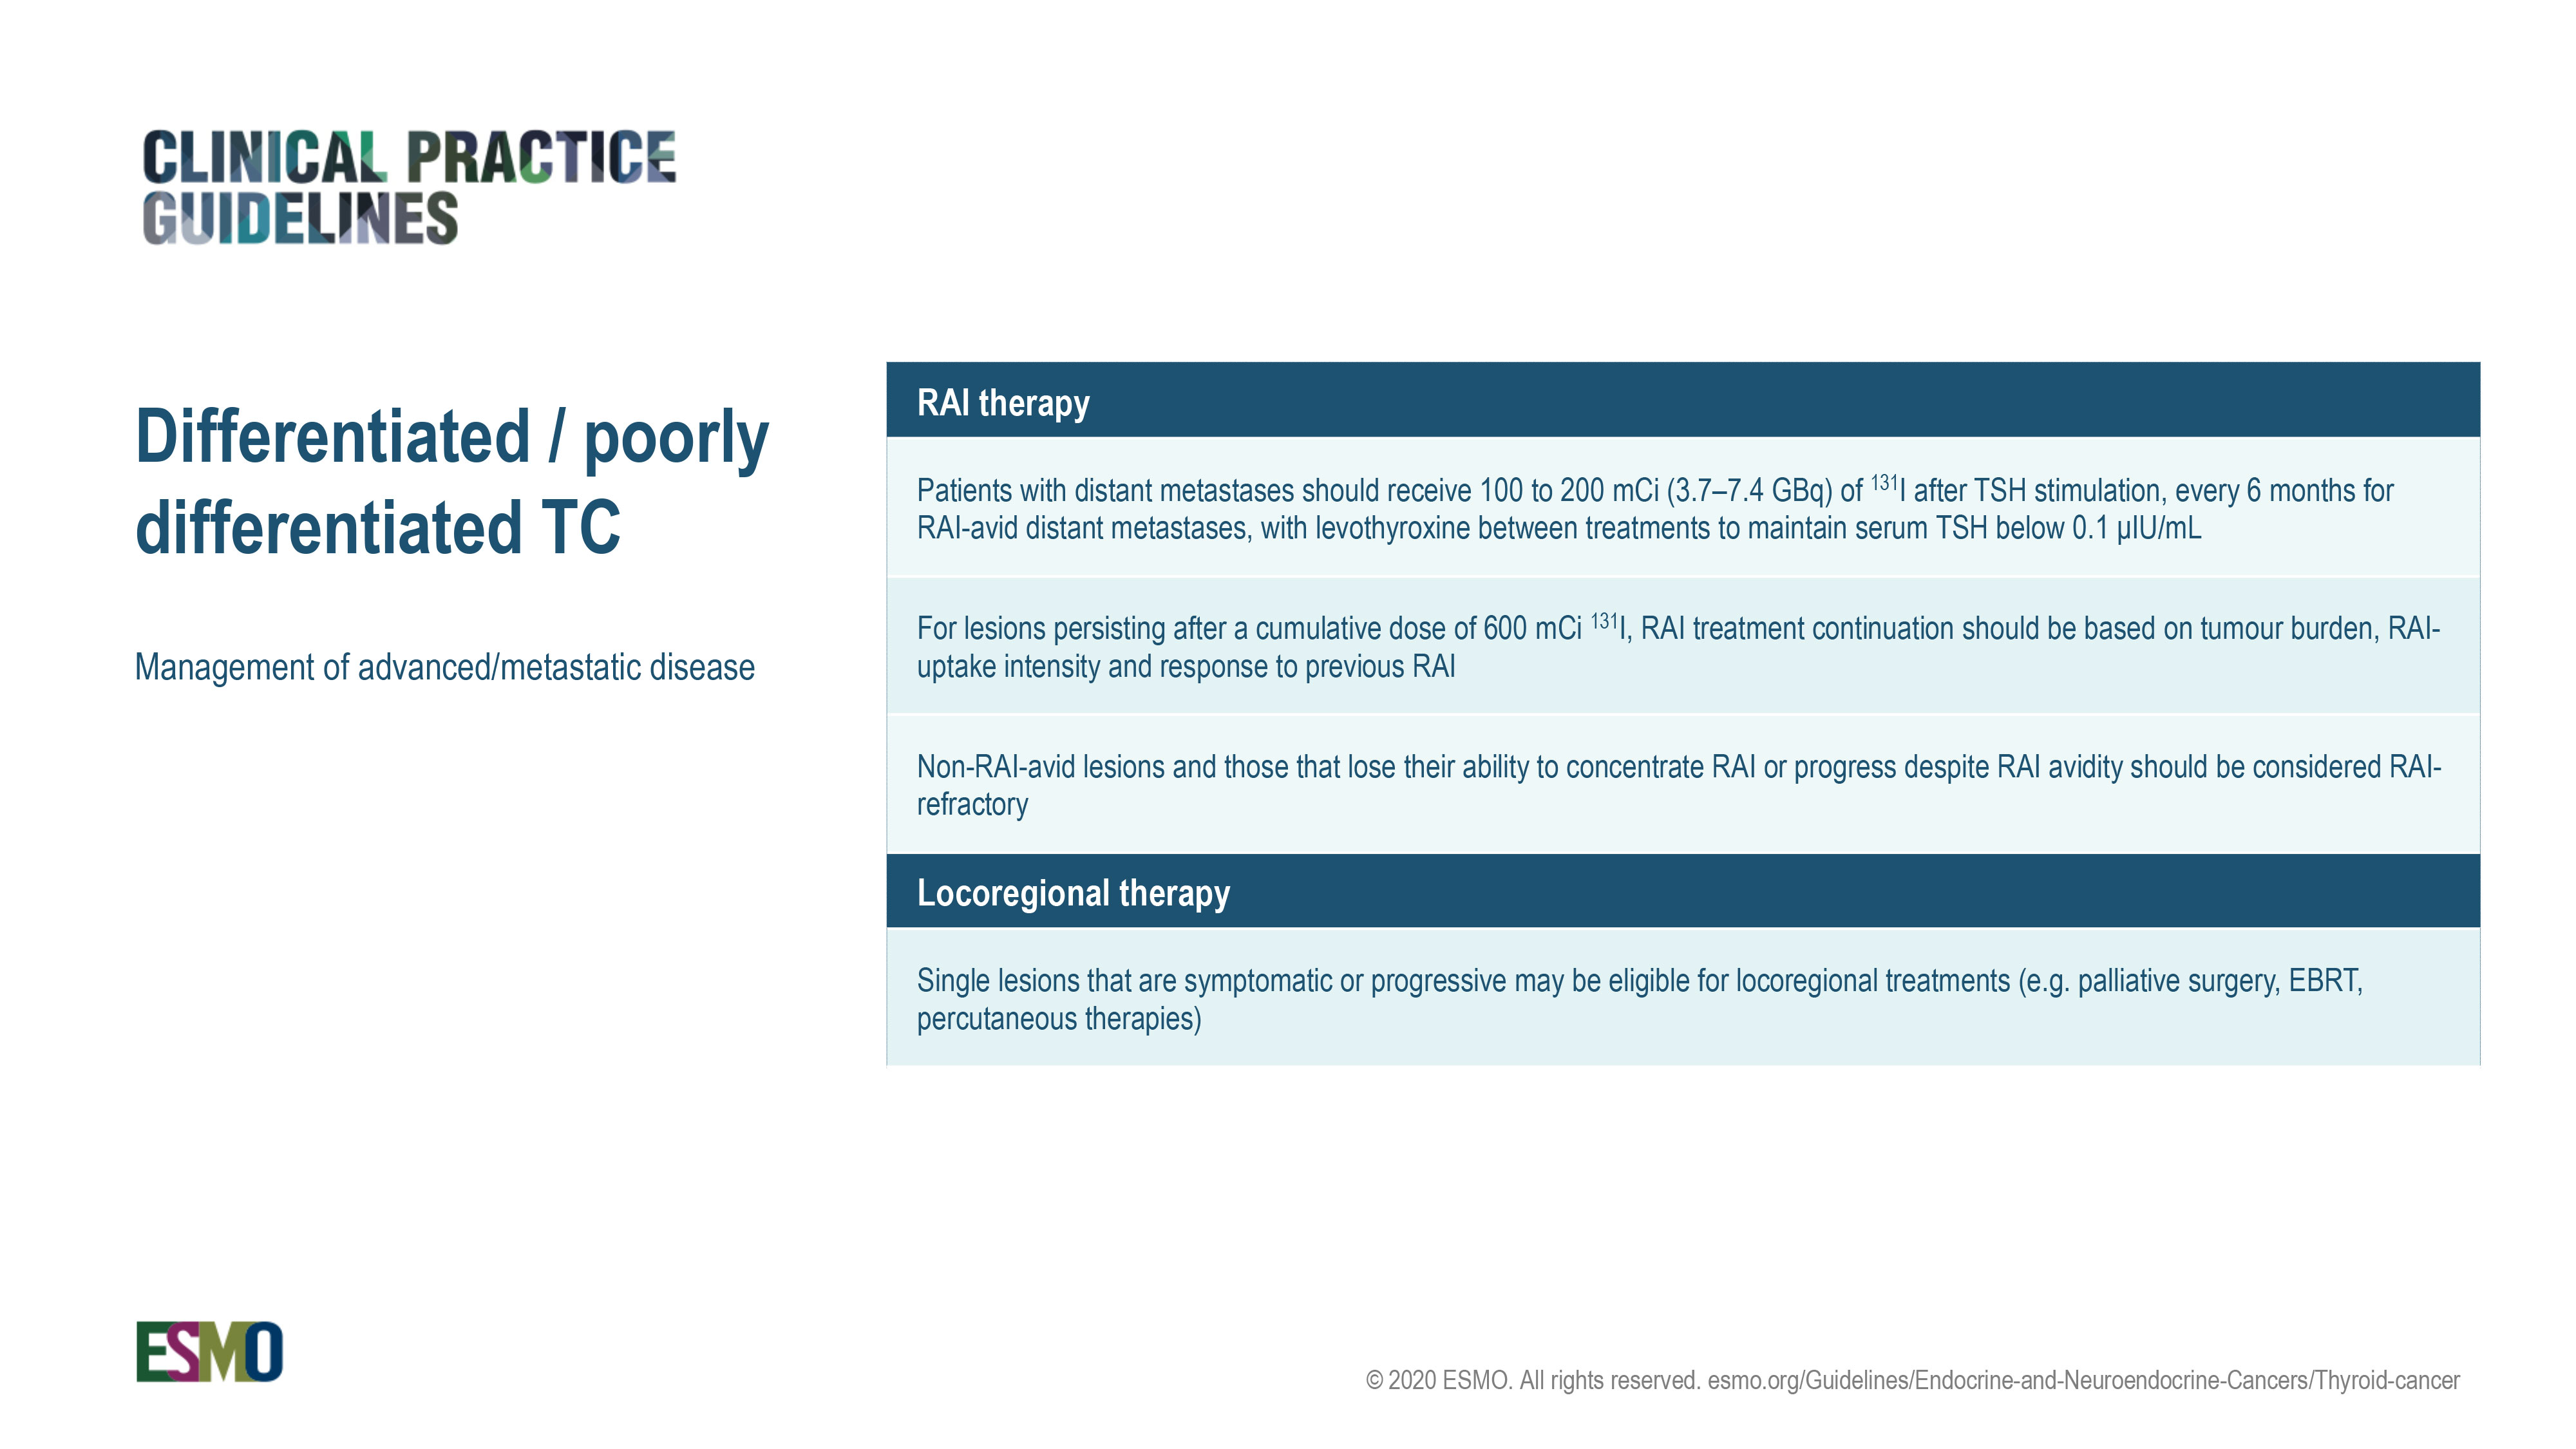 CLINICAL PRACTICE
GUIDELINES
Differentiated / poorly
differentiated TC
Management of advanced/metastatic disease
RAI therapy
Patients with distant metastases should receive 100 to 200 mCi (3.7–7.4 GBq) of ¹³¹I after TSH stimulation, every 6 months for
RAI-avid distant metastases, with levothyroxine between treatments to maintain serum TSH below 0.1 μIU/mL
For lesions persisting after a cumulative dose of 600 mCi ¹³¹I, RAI treatment continuation should be based on tumour burden, RAI-
uptake intensity and response to previous RAI
Non-RAI-avid lesions and those that lose their ability to concentrate RAI or progress despite RAI avidity should be considered RAI-
refractory
Locoregional therapy
Single lesions that are symptomatic or progressive may be eligible for locoregional treatments (e.g. palliative surgery, EBRT,
percutaneous therapies)
ESMO
© 2020 ESMO. All rights reserved. esmo.org/Guidelines/Endocrine-and-Neuroendocrine-Cancers/Thyroid-cancer